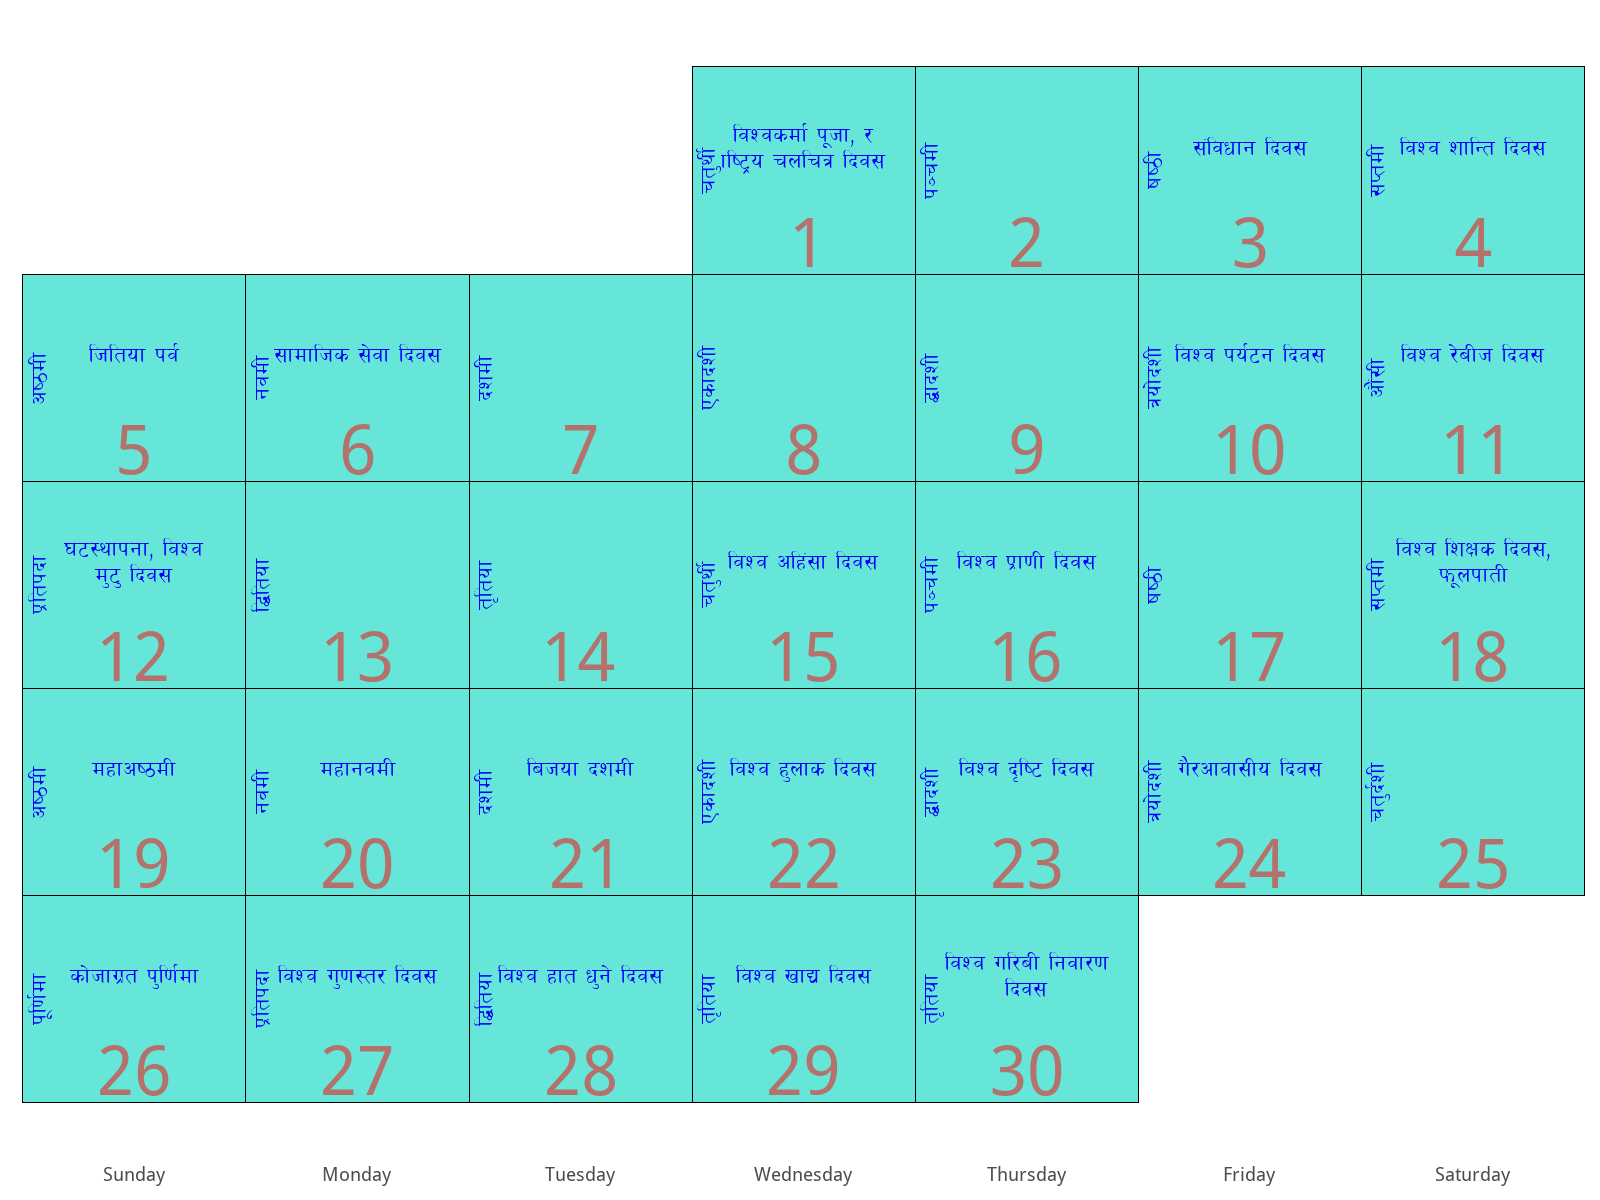 विश्वकर्मा पूजा, र
ाष्ट्रिय चलचित्र दिवस
चतुर्थी
1
पञ्चमी
2
संविधान दिवस
षष्ठी
3
विश्व शान्ति दिवस
सप्तमी
4
जितिया पर्व
अष्ठमी
5
सामाजिक सेवा दिवस
नवमी
6
दशमी
7
एकादशी
8
द्वादशी
9
विश्व पर्यटन दिवस
त्रयोदशी
10
विश्व रेबीज दिवस
औंसी
11
घटस्थापना, विश्व
मुटु दिवस
प्रतिपदा
12
द्धितिया
13
तृतिया
14
विश्व अहिंसा दिवस
चतुर्थी
15
विश्व प्राणी दिवस
पञ्चमी
16
षष्ठी
17
विश्व शिक्षक दिवस,
फूलपाती
सप्तमी
18
महाअष्ठमी
अष्ठमी
19
महानवमी
नवमी
20
बिजया दशमी
दशमी
21
विश्व हुलाक दिवस
एकादशी
22
विश्व दृष्टि दिवस
द्वादशी
23
गैरआवासीय दिवस
त्रयोदशी
24
चतुर्दशी
25
कोजाग्रत पुर्णिमा
पूर्णिमा
26
विश्व गुणस्तर दिवस
प्रतिपदा
27
विश्व हात धुने दिवस
द्धितिया
28
विश्व खाद्य दिवस
तृतिया
29
विश्व गरिबी निवारण
दिवस
तृतिया
30
Sunday
Monday
Tuesday
Wednesday
Thursday
Friday
Saturday